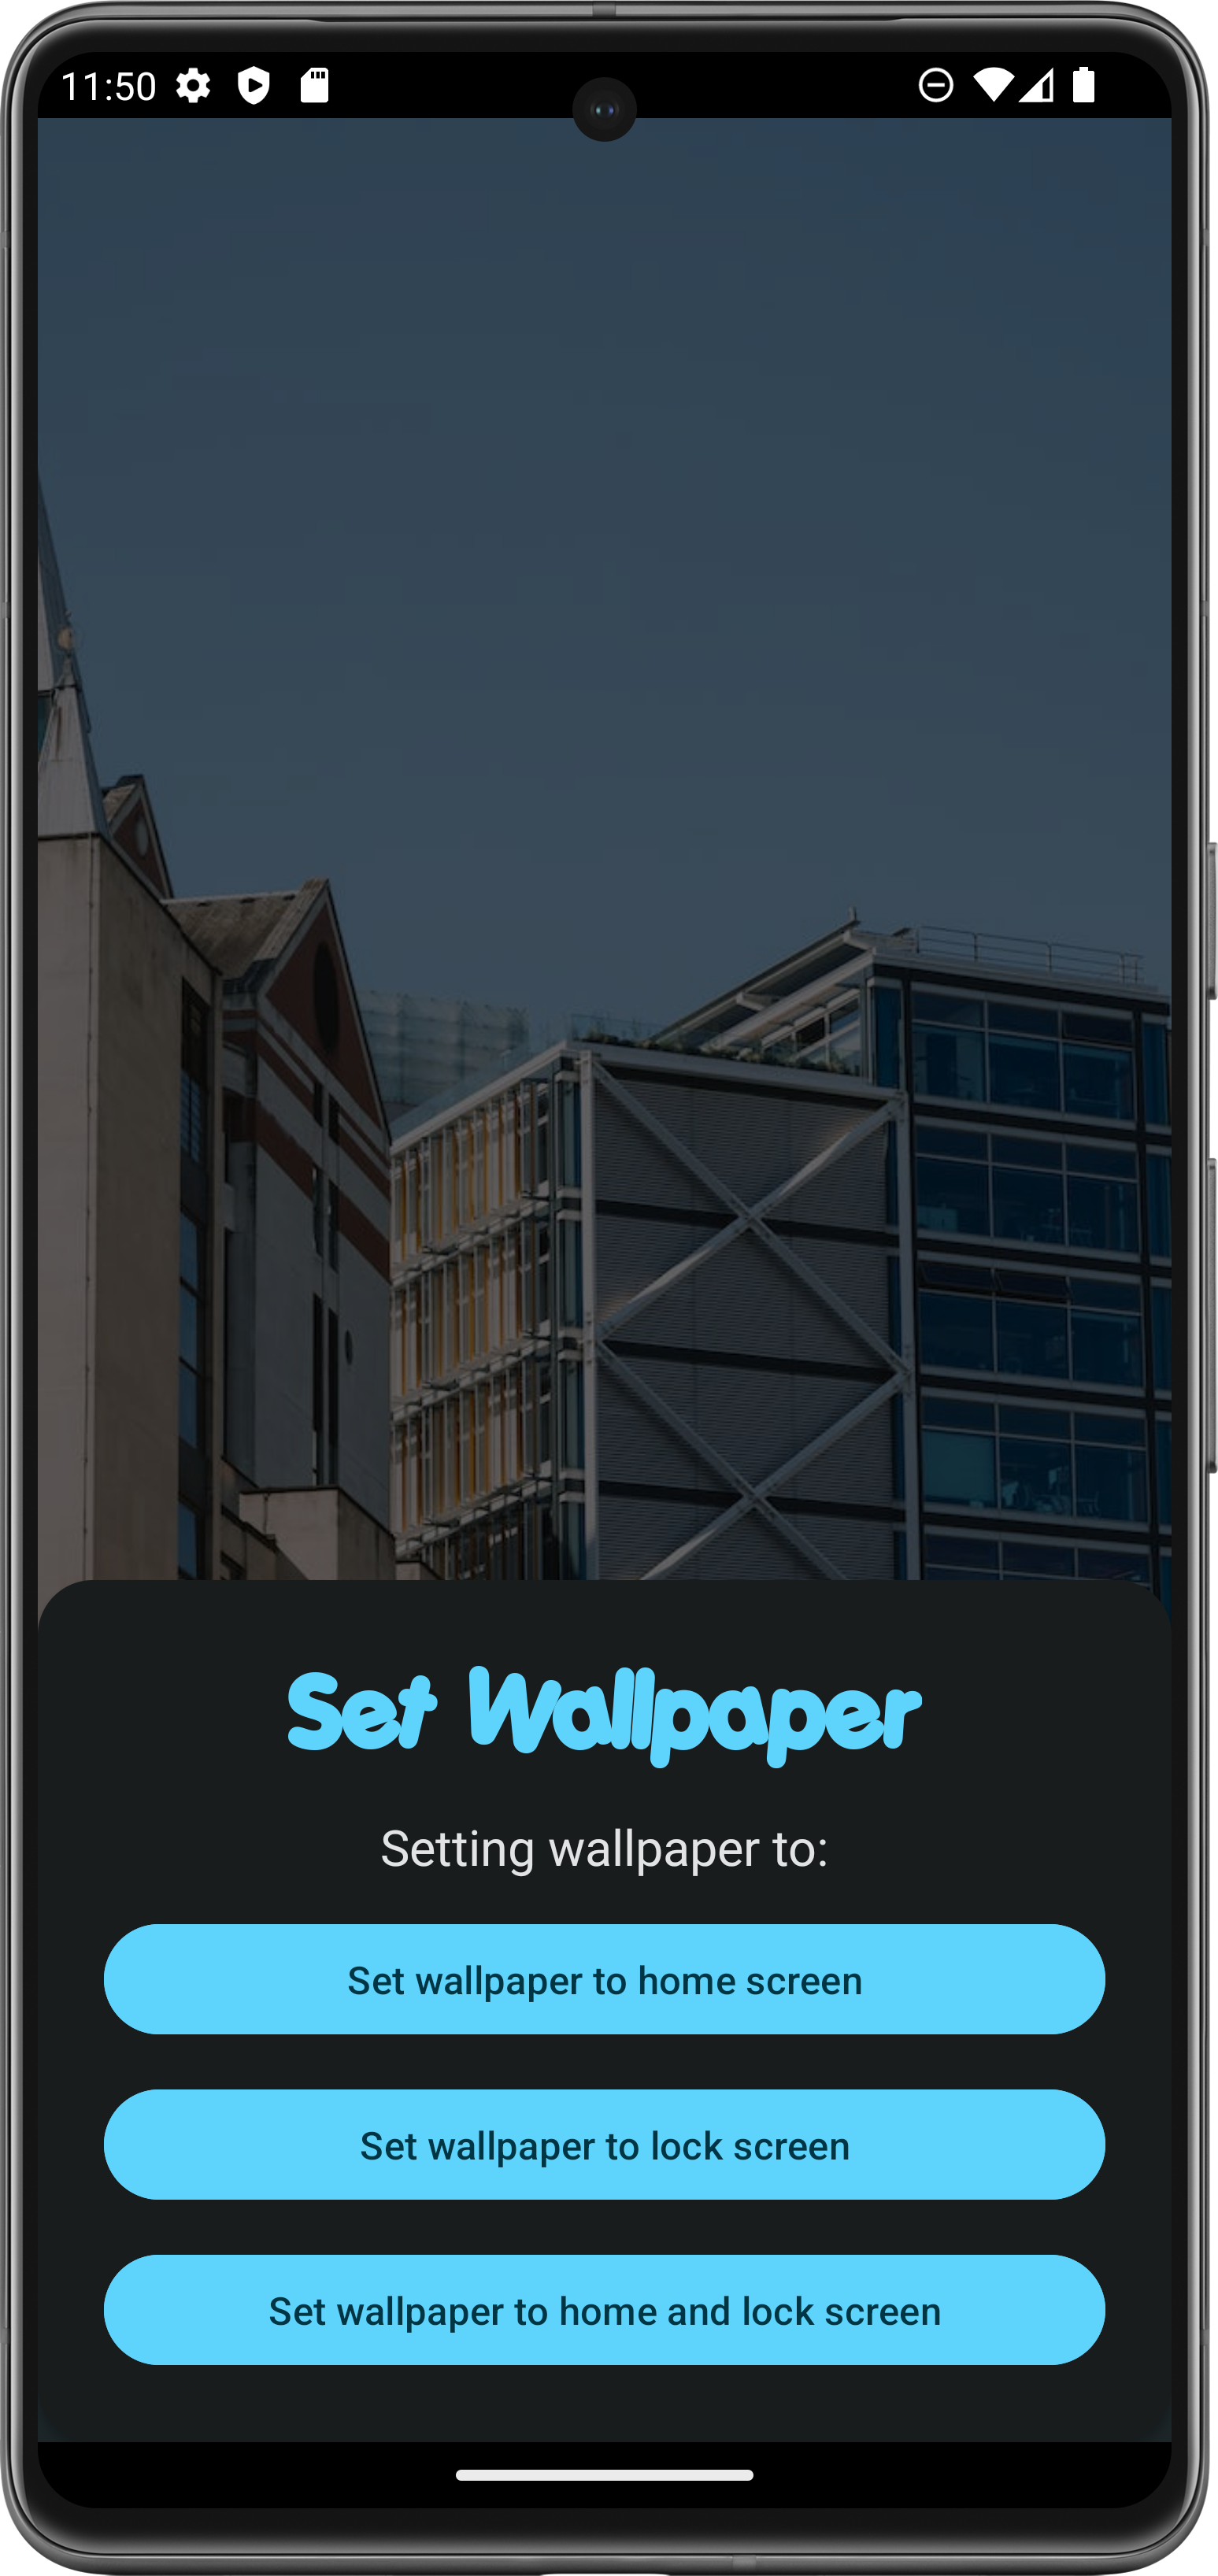 11:50
Set Wallpaper
Setting wallpaper to:
Set wallpaper to home screen
Set wallpaper to lock screen
Set wallpaper to home and lock screen